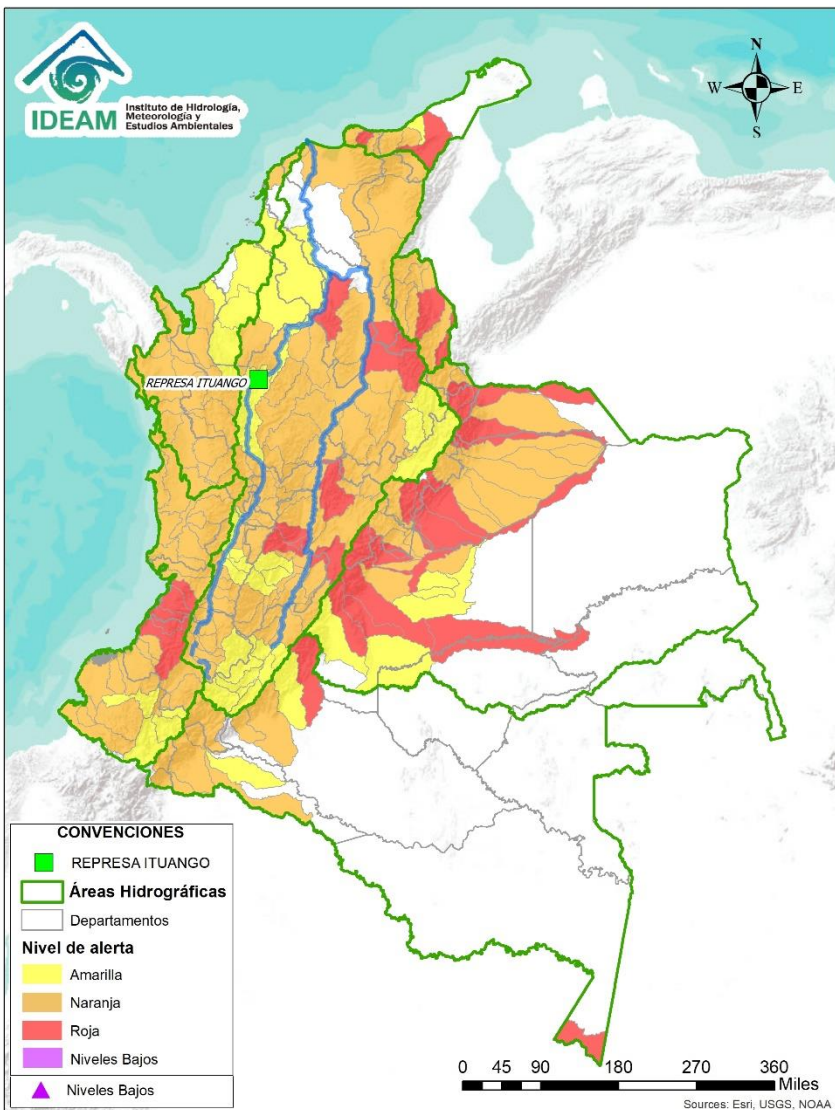 IDEAM
Instituto de Hidrología,
Meteorología y
Estudios Ambientales
N
W
E
S
REPRESA ITUANGO
CONVENCIONES
REPRESA ITUANGO
Áreas Hidrográficas
Departamentos
Nivel de alerta
Amarilla
Naranja
Roja
Niveles Bajos
Niveles Bajos
0 45 90 180 270 360
Miles
Sources: Esri, USGS, NOAA